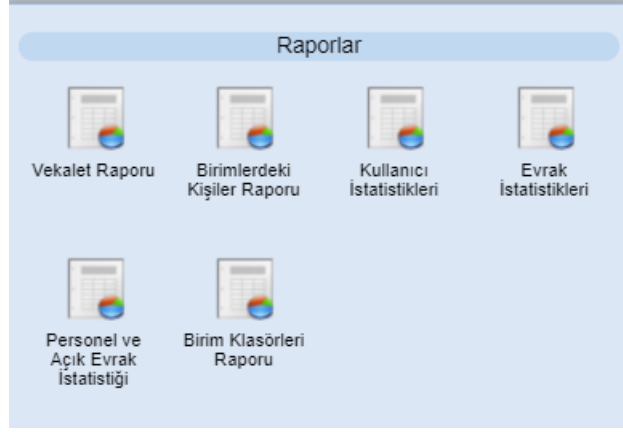 Raporlar
Vekalet Raporu
Birimlerdeki
Kişiler Raporu
Kullanıcı
İstatistikleri
Evrak
İstatistikleri
Personel ve
Açık Evrak
İstatistiği
Birim Klasörleri
Raporu